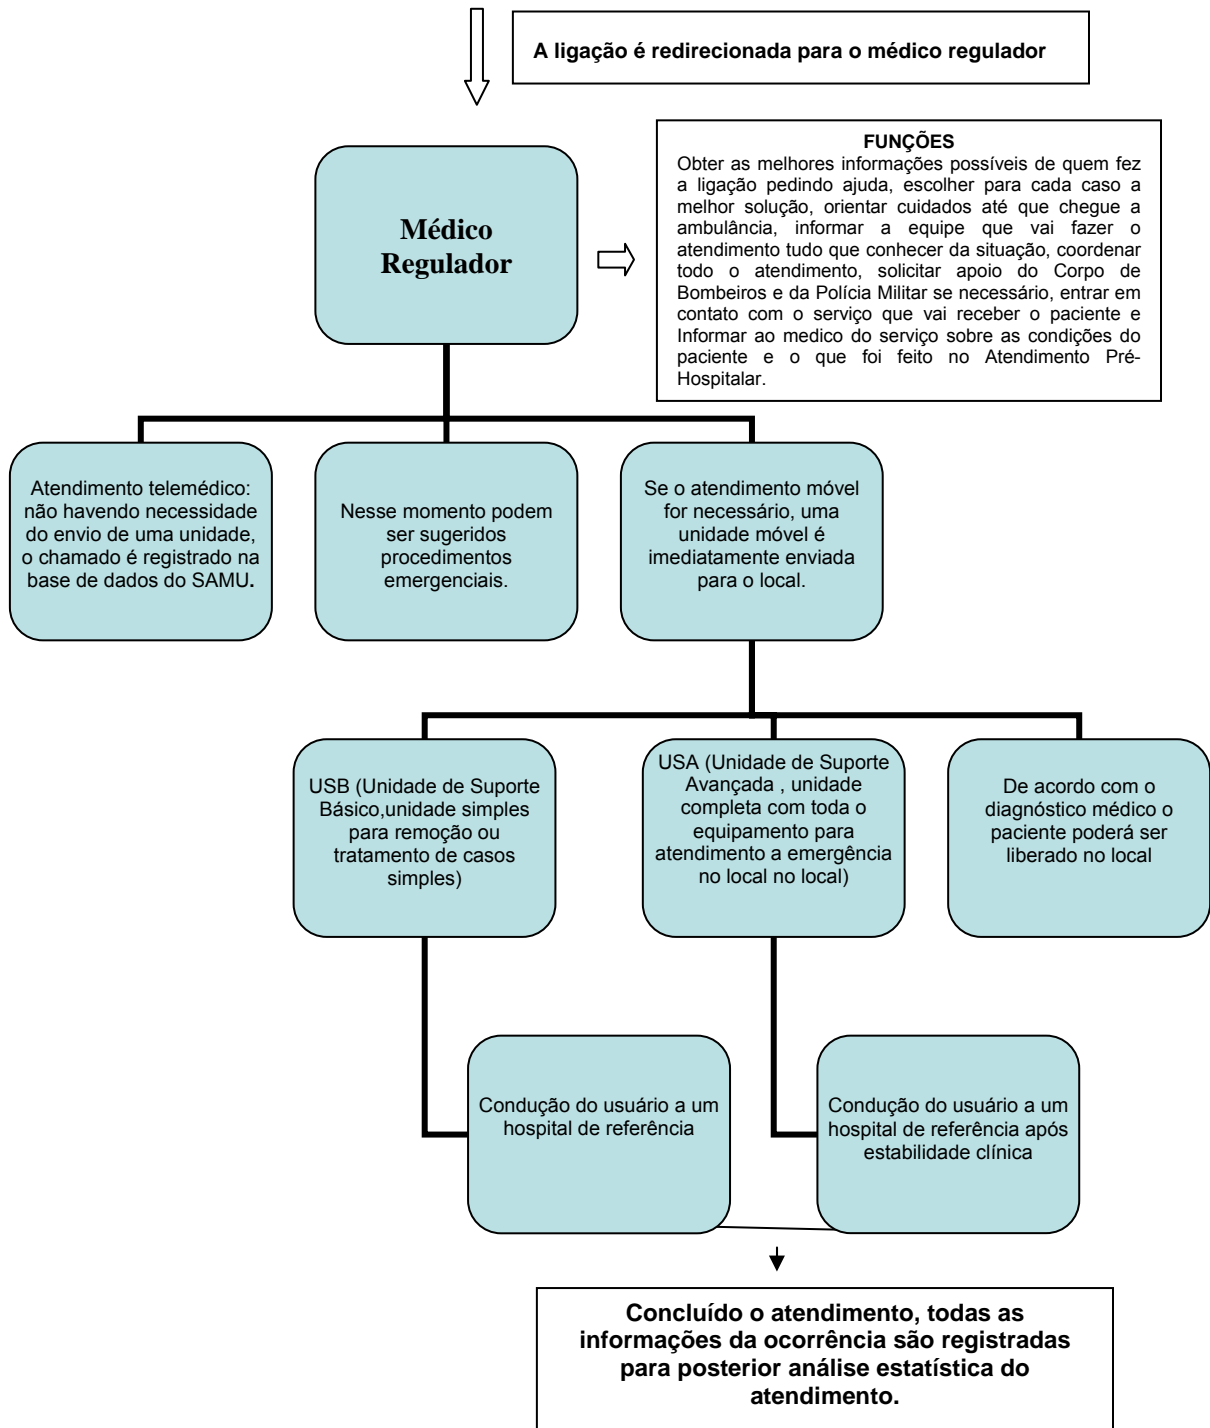 A ligação é redirecionada para o médico regulador
Médico
Regulador
FUNÇÕES
Obter as melhores informações possíveis de quem fez
a ligação pedindo ajuda, escolher para cada caso a
melhor solução, orientar cuidados até que chegue a
ambulância, informar a equipe que vai fazer o
atendimento tudo que conhecer da situação, coordenar
todo o atendimento, solicitar apoio do Corpo de
Bombeiros e da Polícia Militar se necessário, entrar em
contato com o serviço que vai receber o paciente e
Informar ao medico do serviço sobre as condições do
paciente e o que foi feito no Atendimento Pré-
Hospitalar.
Atendimento telemédico:
não havendo necessidade
do envio de uma unidade,
o chamado é registrado na
base de dados do SAMU.
Nesse momento podem
ser sugeridos
procedimentos
emergenciais.
Se o atendimento móvel
for necessário, uma
unidade móvel é
imediatamente enviada
para o local.
USB (Unidade de Suporte
Básico,unidade simples
para remoção ou
tratamento de casos
simples)
USA (Unidade de Suporte
Avançada , unidade
completa com toda o
equipamento para
atendimento a emergência
no local no local)
De acordo com o
diagnóstico médico o
paciente poderá ser
liberado no local
Condução do usuário a um
hospital de referência
Condução do usuário a um
hospital de referência após
estabilidade clínica
Concluído o atendimento, todas as
informações da ocorrência são registradas
para posterior análise estatística do
atendimento.